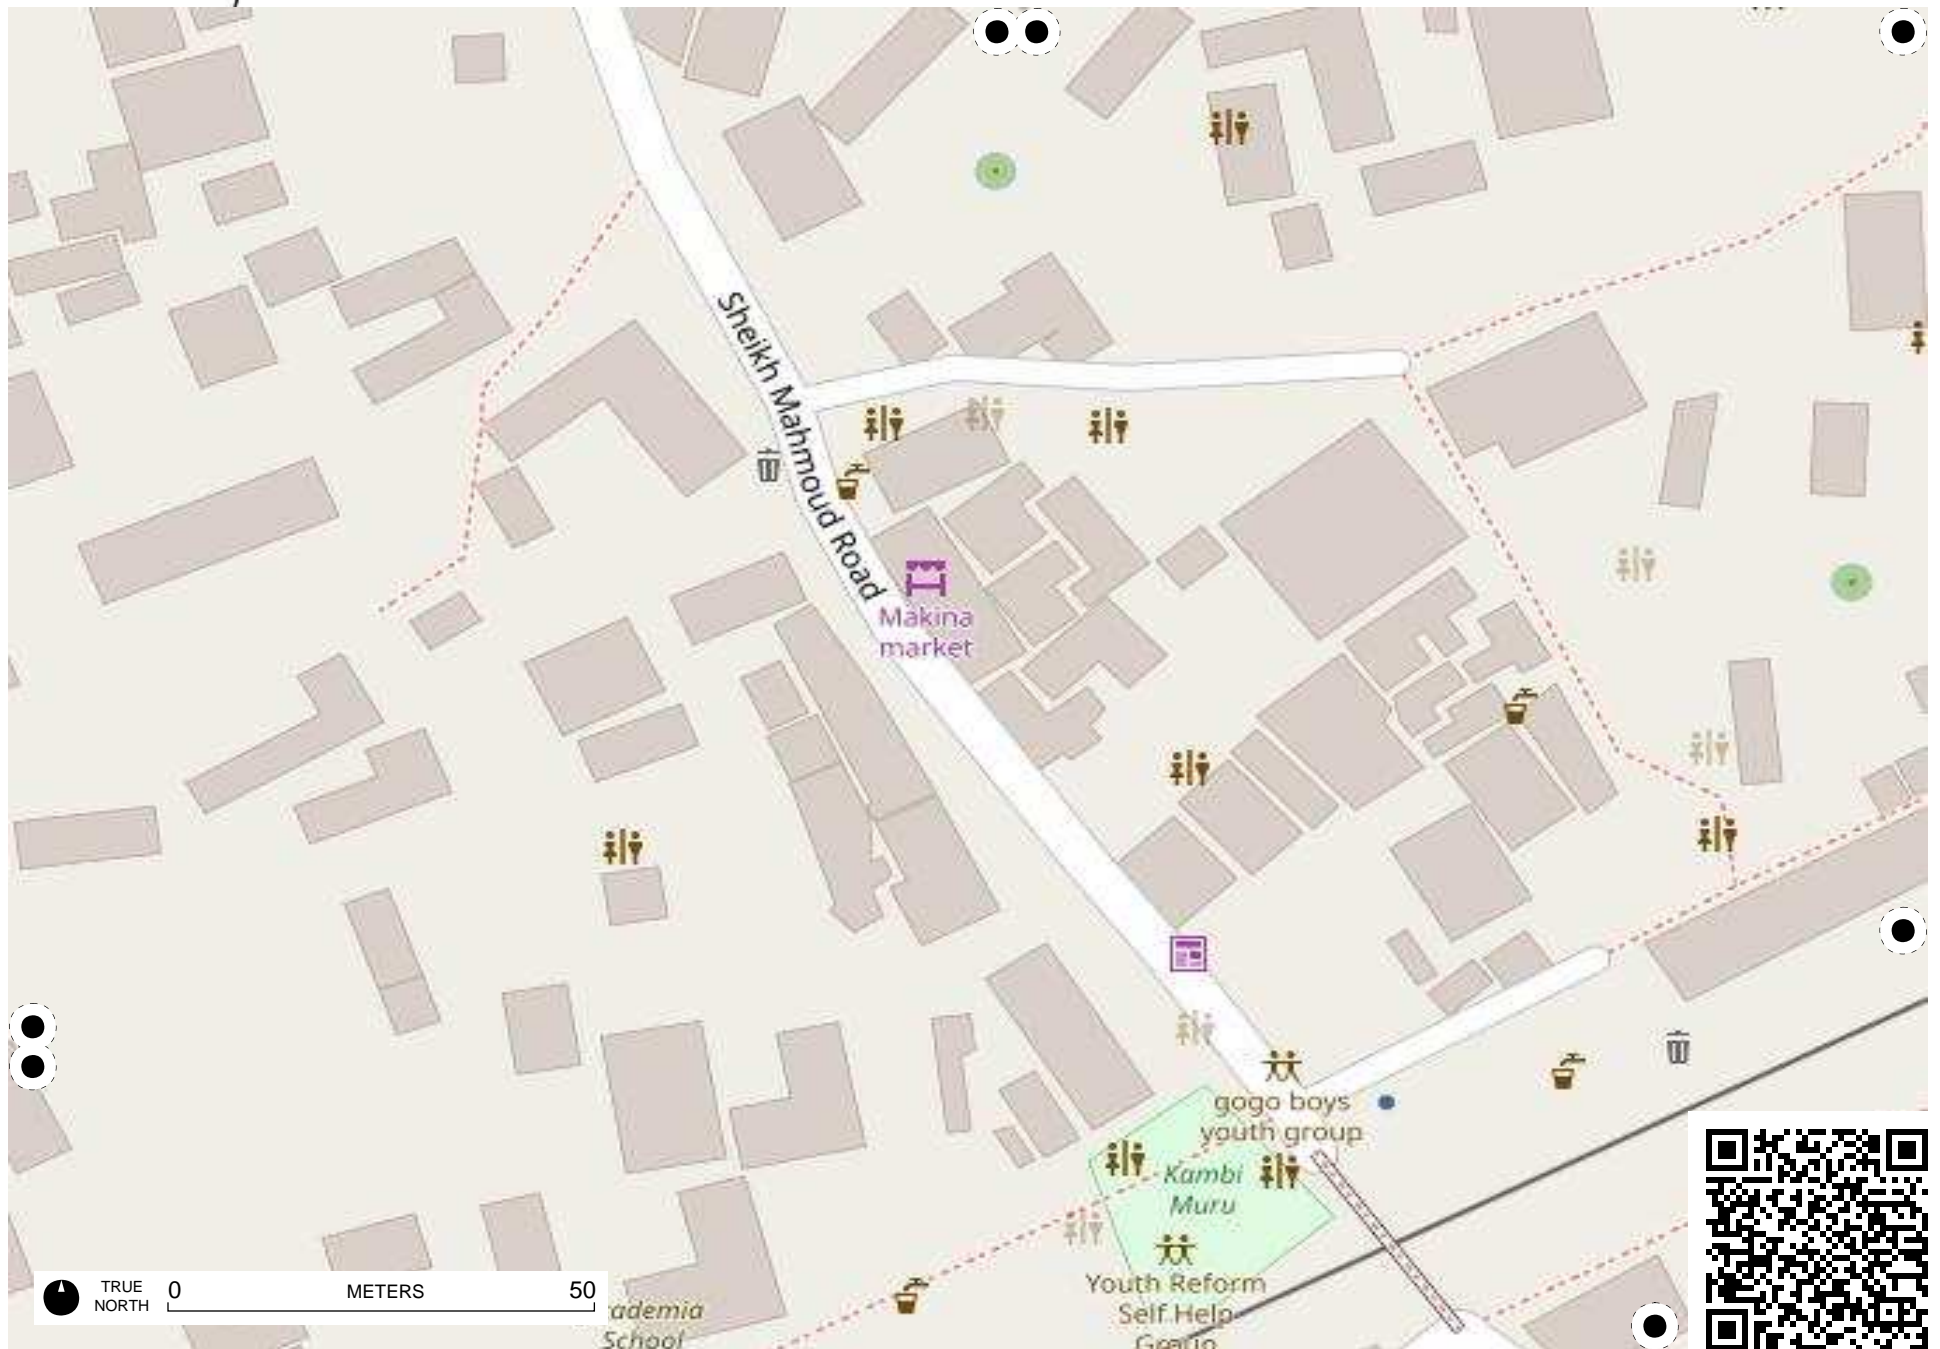 Sheikh Mahmoud Road
Makina
market
gogo boys
youth group
Kambi
Muru
Youth Reform
Self Help
Group
TRUE
NORTH
0
METERS
50
ademia
School